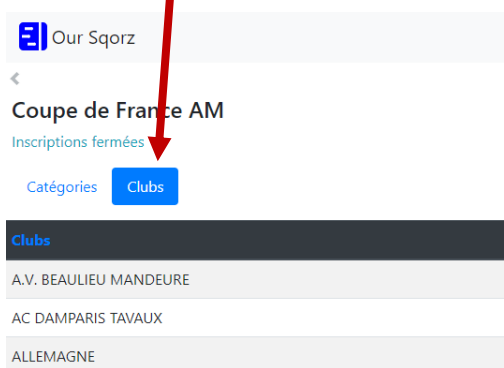 Our Sqorz
Coupe de France AM
Inscriptions fermées
Catégories Clubs
Clubs
A.V. BEAULIEU MANDEURE
AC DAMPARIS TAVAUX
ALLEMAGNE